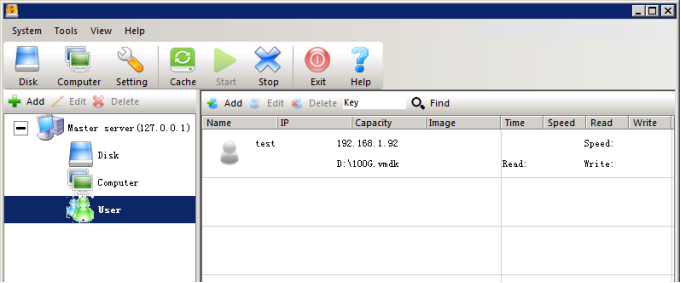 System Tools View Help
Disk Computer Setting Cache Start Stop Exit Help
Add Edit Delete
Add Edit Delete Key Find
Name IP Capacity Image Time Speed Read Write
Master server(127.0.0.1)
Disk
Computer
User
test 192.168.1.92 Speed:
D:\100G.vmdk Read: Write: